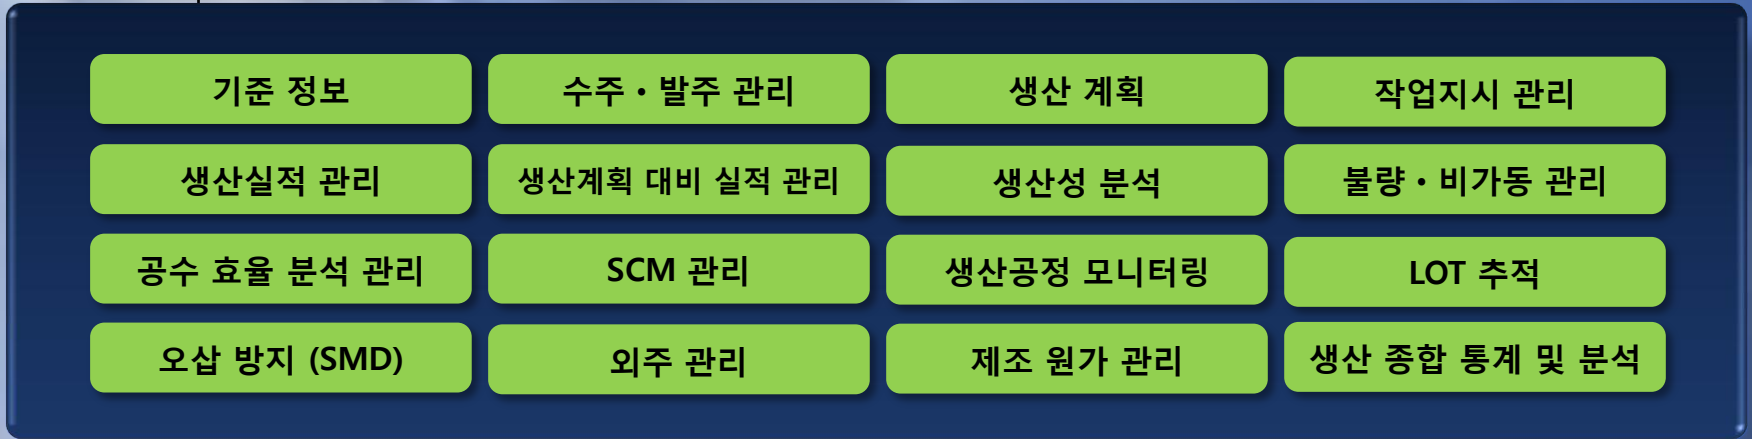 기준 정보
수주 • 발주 관리
생산 계획
작업지시 관리
생산실적 관리
생산계획 대비 실적 관리
생산성 분석
불량 • 비가동 관리
공수 효율 분석 관리
SCM 관리
생산공정 모니터링
LOT 추적
오삽 방지 (SMD)
외주 관리
제조 원가 관리
생산 종합 통계 및 분석